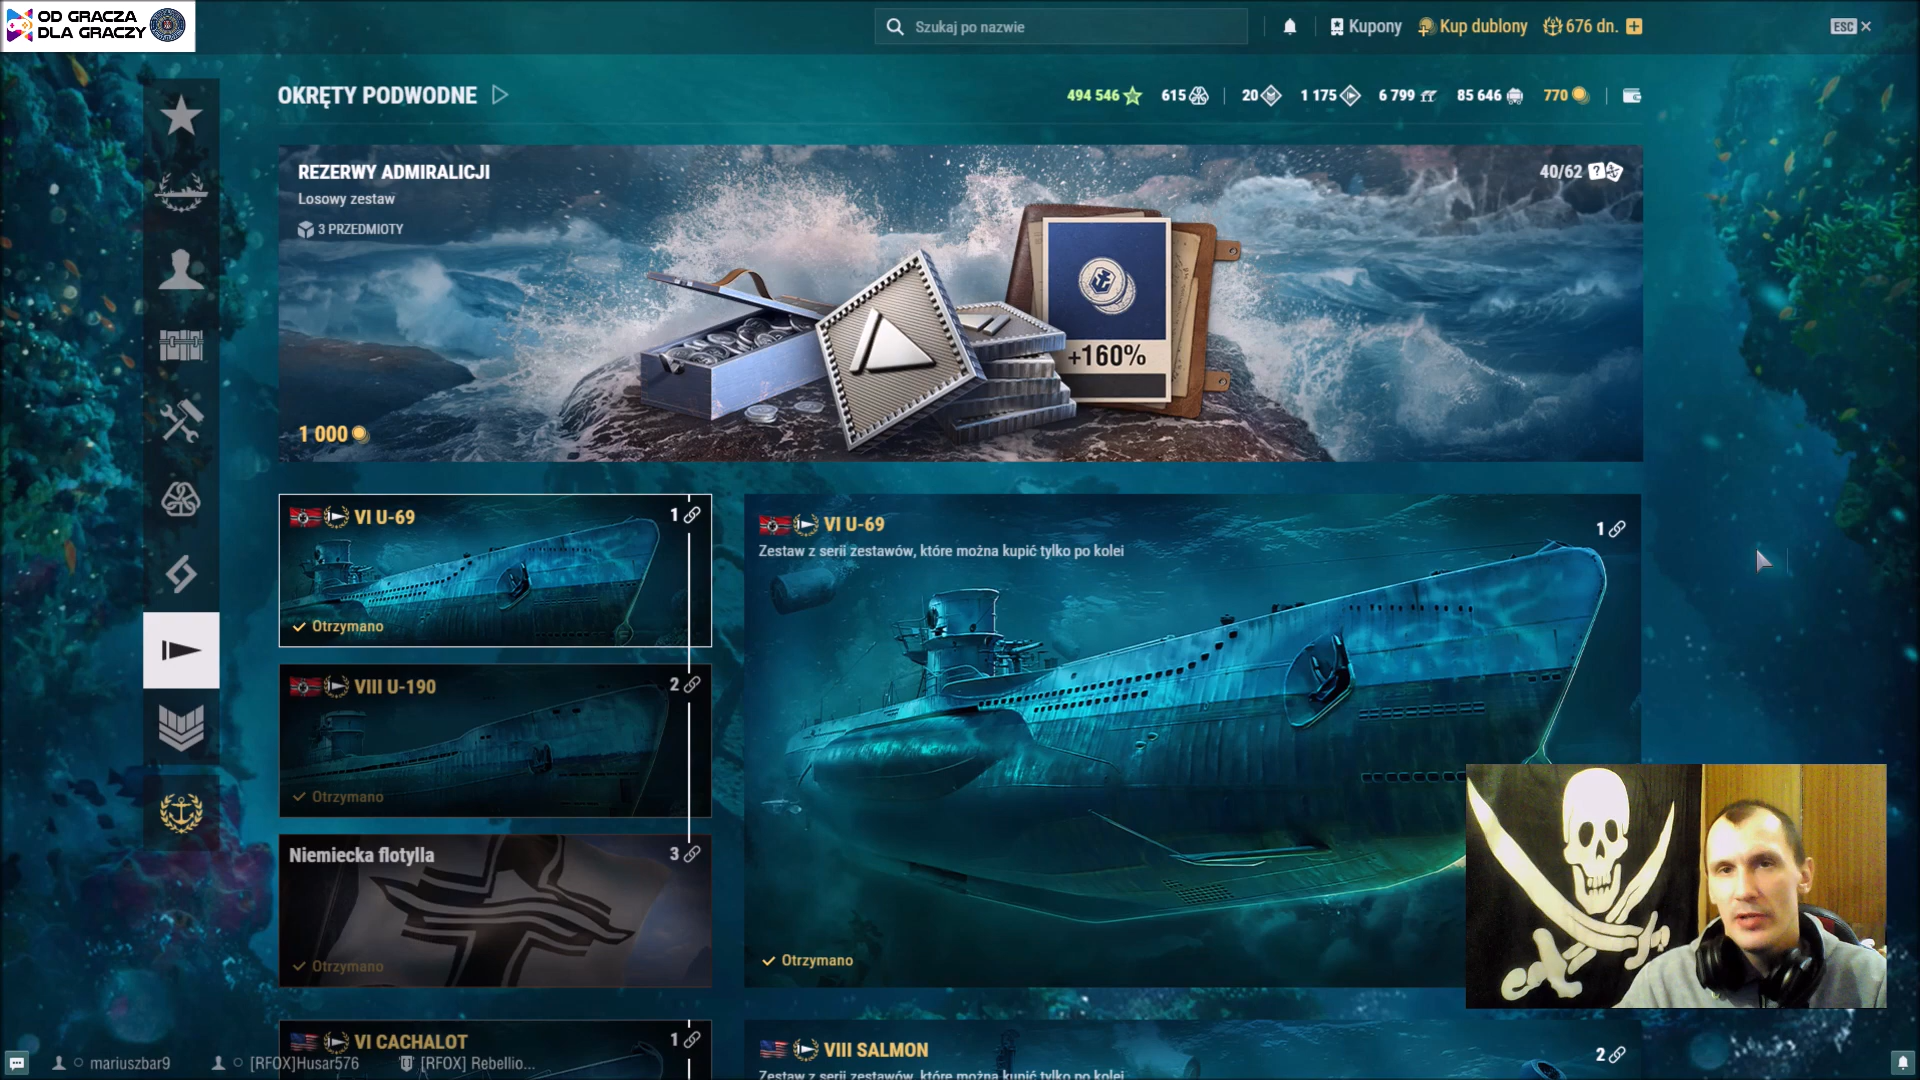 OD GRACZA
DLA GRACZY
Szukaj po nazwie
Kupony
Kup dublony
676 dn.
ESC
OKRĘTY PODWODNE
494 546
615
20
1 175
6 799
85 646
770
REZERWY ADMIRALICJI
Losowy zestaw
3 PRZEDMIOTY
40/62
+160%
1 000
VI U-69
1
Otrzymano
VIII U-190
2
Otrzymano
Niemiecka flotylla
3
Otrzymano
VI U-69
Zestaw z serii zestawów, które można kupić tylko po kolei
1
Otrzymano
VI CACHALOT
1
VIII SALMON
2
Zestaw z serii zestawów, które można kupić tylko po kolei
mariuszbar9
[RFOX]Husar576
[RFOX] Rebellio...